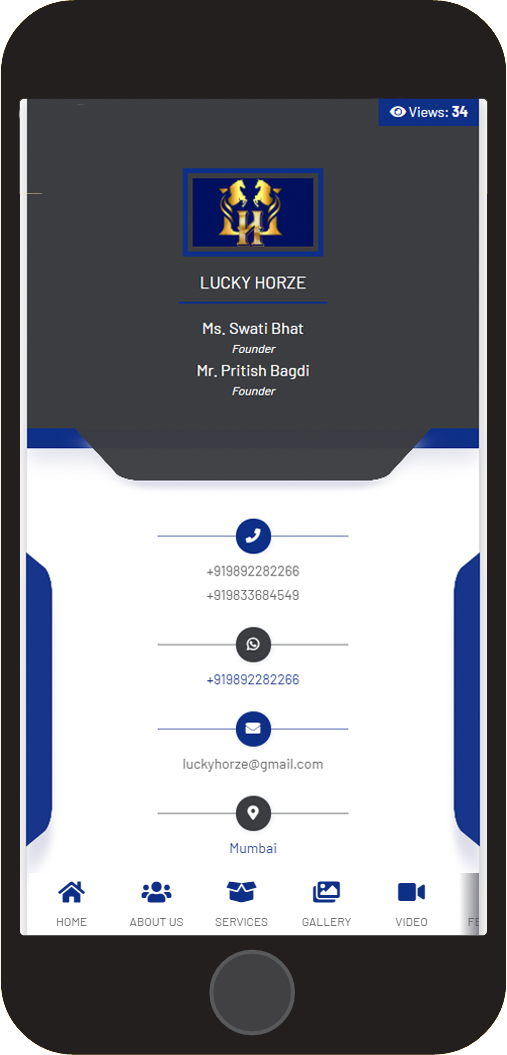 Views: 34
LH
LUCKY HORZE
Ms. Swati Bhat
Founder
Mr. Pritish Bagdi
Founder
+919892282266
+919833684549
+919892282266
luckyhorze@gmail.com
Mumbai
HOME ABOUT US SERVICES GALLERY VIDEO